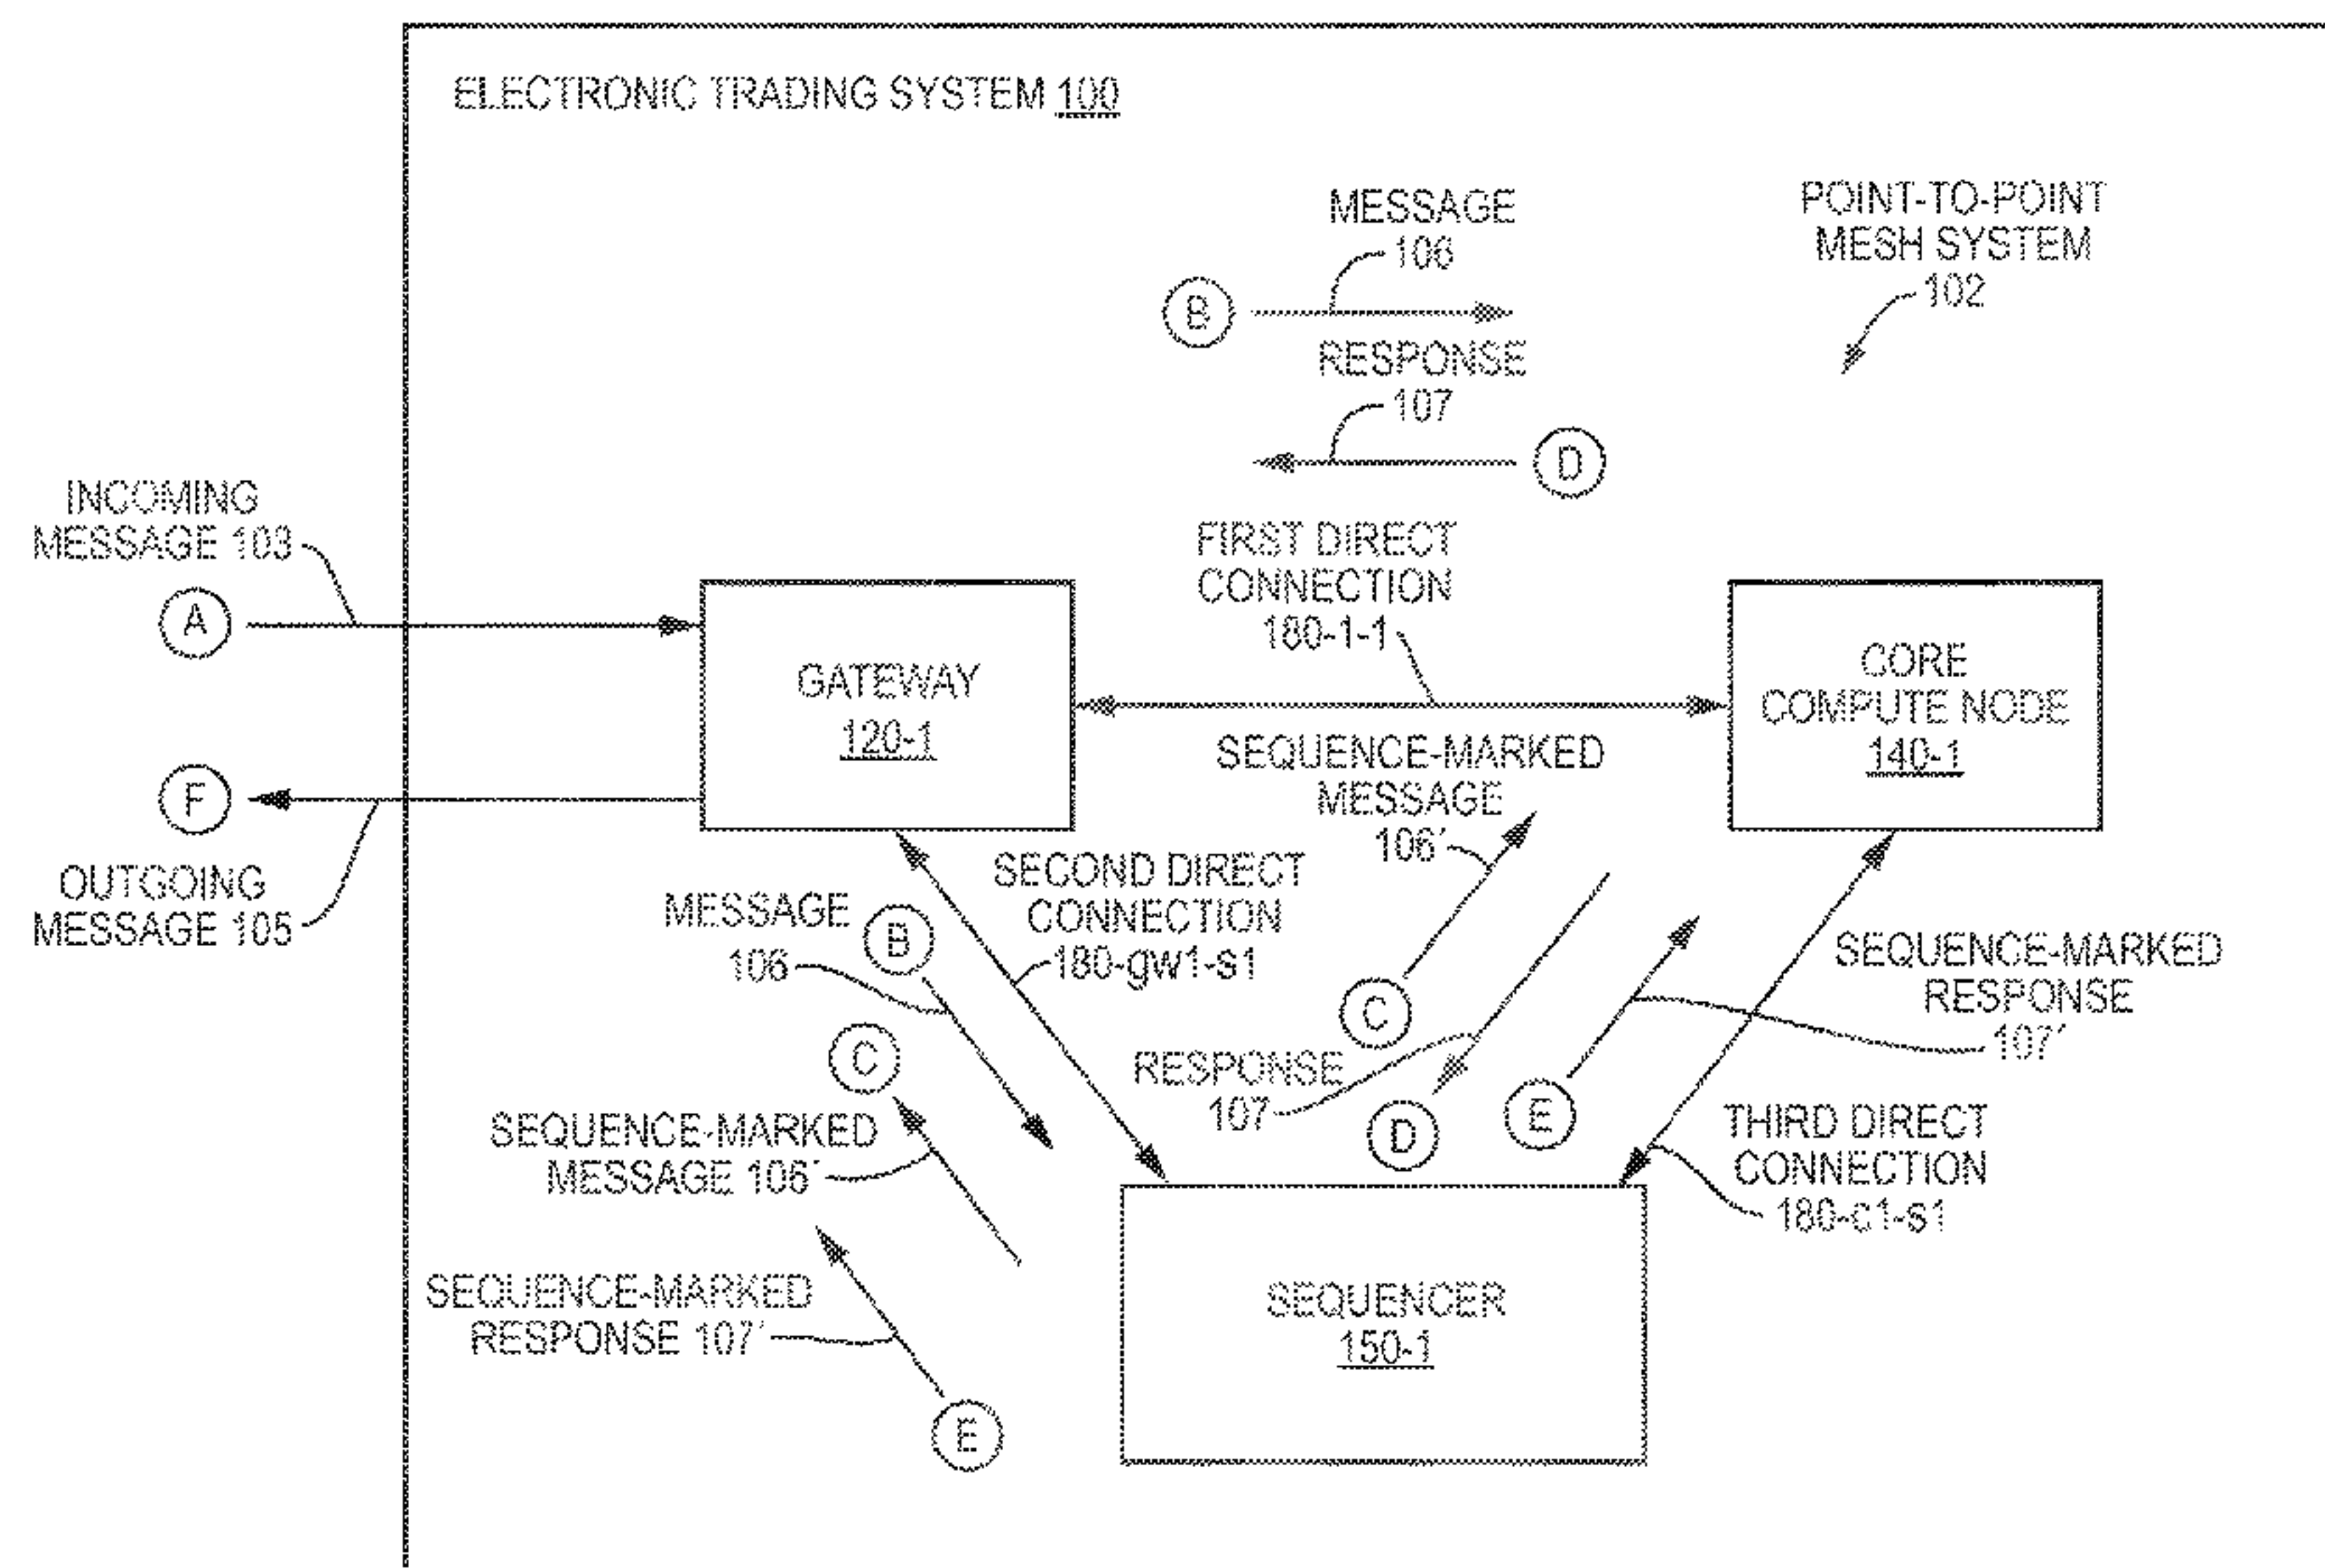 ELECTRONIC TRADING SYSTEM 100
MESSAGE
106
POINT-TO-POINT
MESH SYSTEM
102
B
RESPONSE
107
D
INCOMING
MESSAGE 103
A
FIRST DIRECT
CONNECTION
180-1-1
GATEWAY
120-1
CORE
COMPUTE NODE
140-1
SEQUENCE-MARKED
MESSAGE
106′
F
OUTGOING
MESSAGE 105
MESSAGE
106
B
SECOND DIRECT
CONNECTION
180-gw1-s1
C
SEQUENCE-MARKED
RESPONSE
107′
C
RESPONSE
107
D
E
SEQUENCE-MARKED
MESSAGE 106′
THIRD DIRECT
CONNECTION
180-c1-s1
SEQUENCE-MARKED
RESPONSE 107′
E
SEQUENCER
150-1